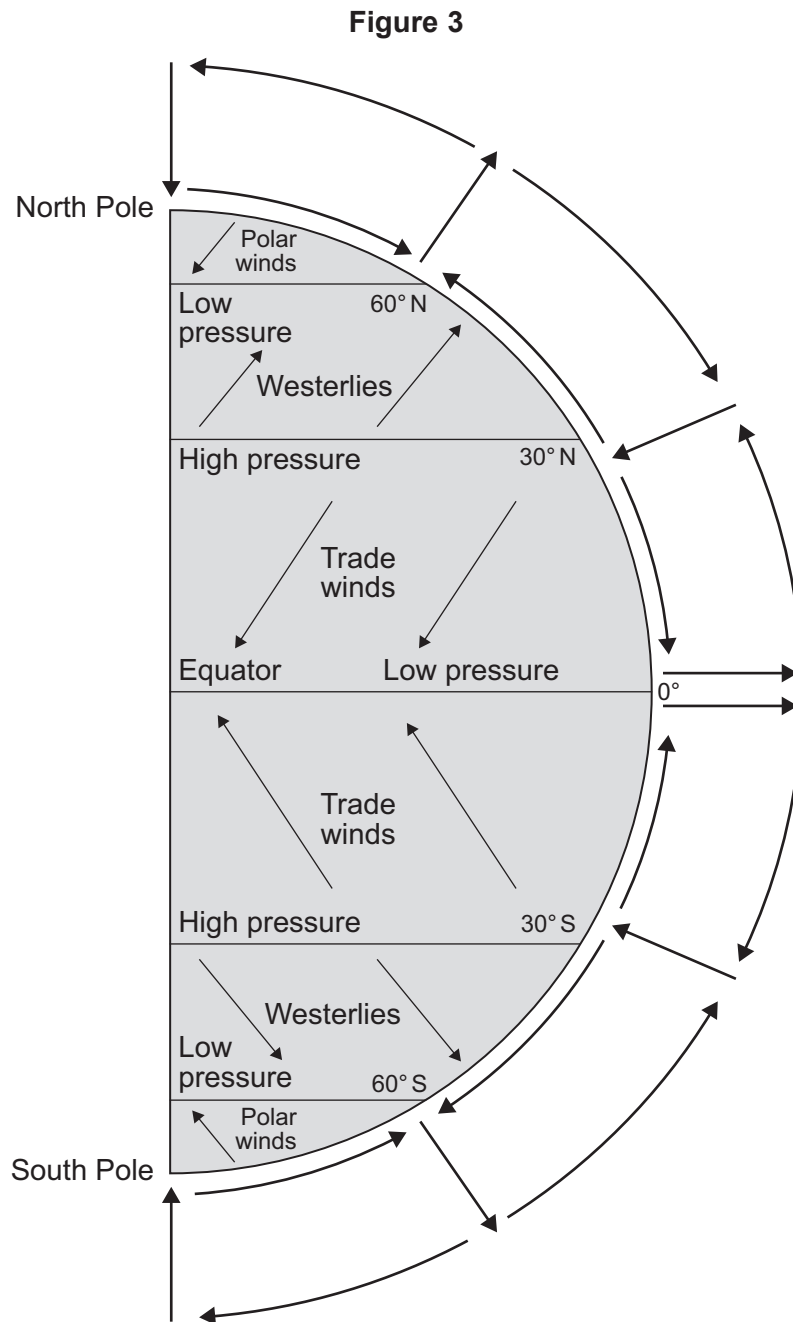 Figure 3
North Pole
Polar
winds
Low
pressure
60° N
Westerlies
High pressure
30° N
Trade
winds
Equator
Low pressure
0°
Trade
winds
High pressure
30° S
Westerlies
Low
pressure
60° S
Polar
winds
South Pole